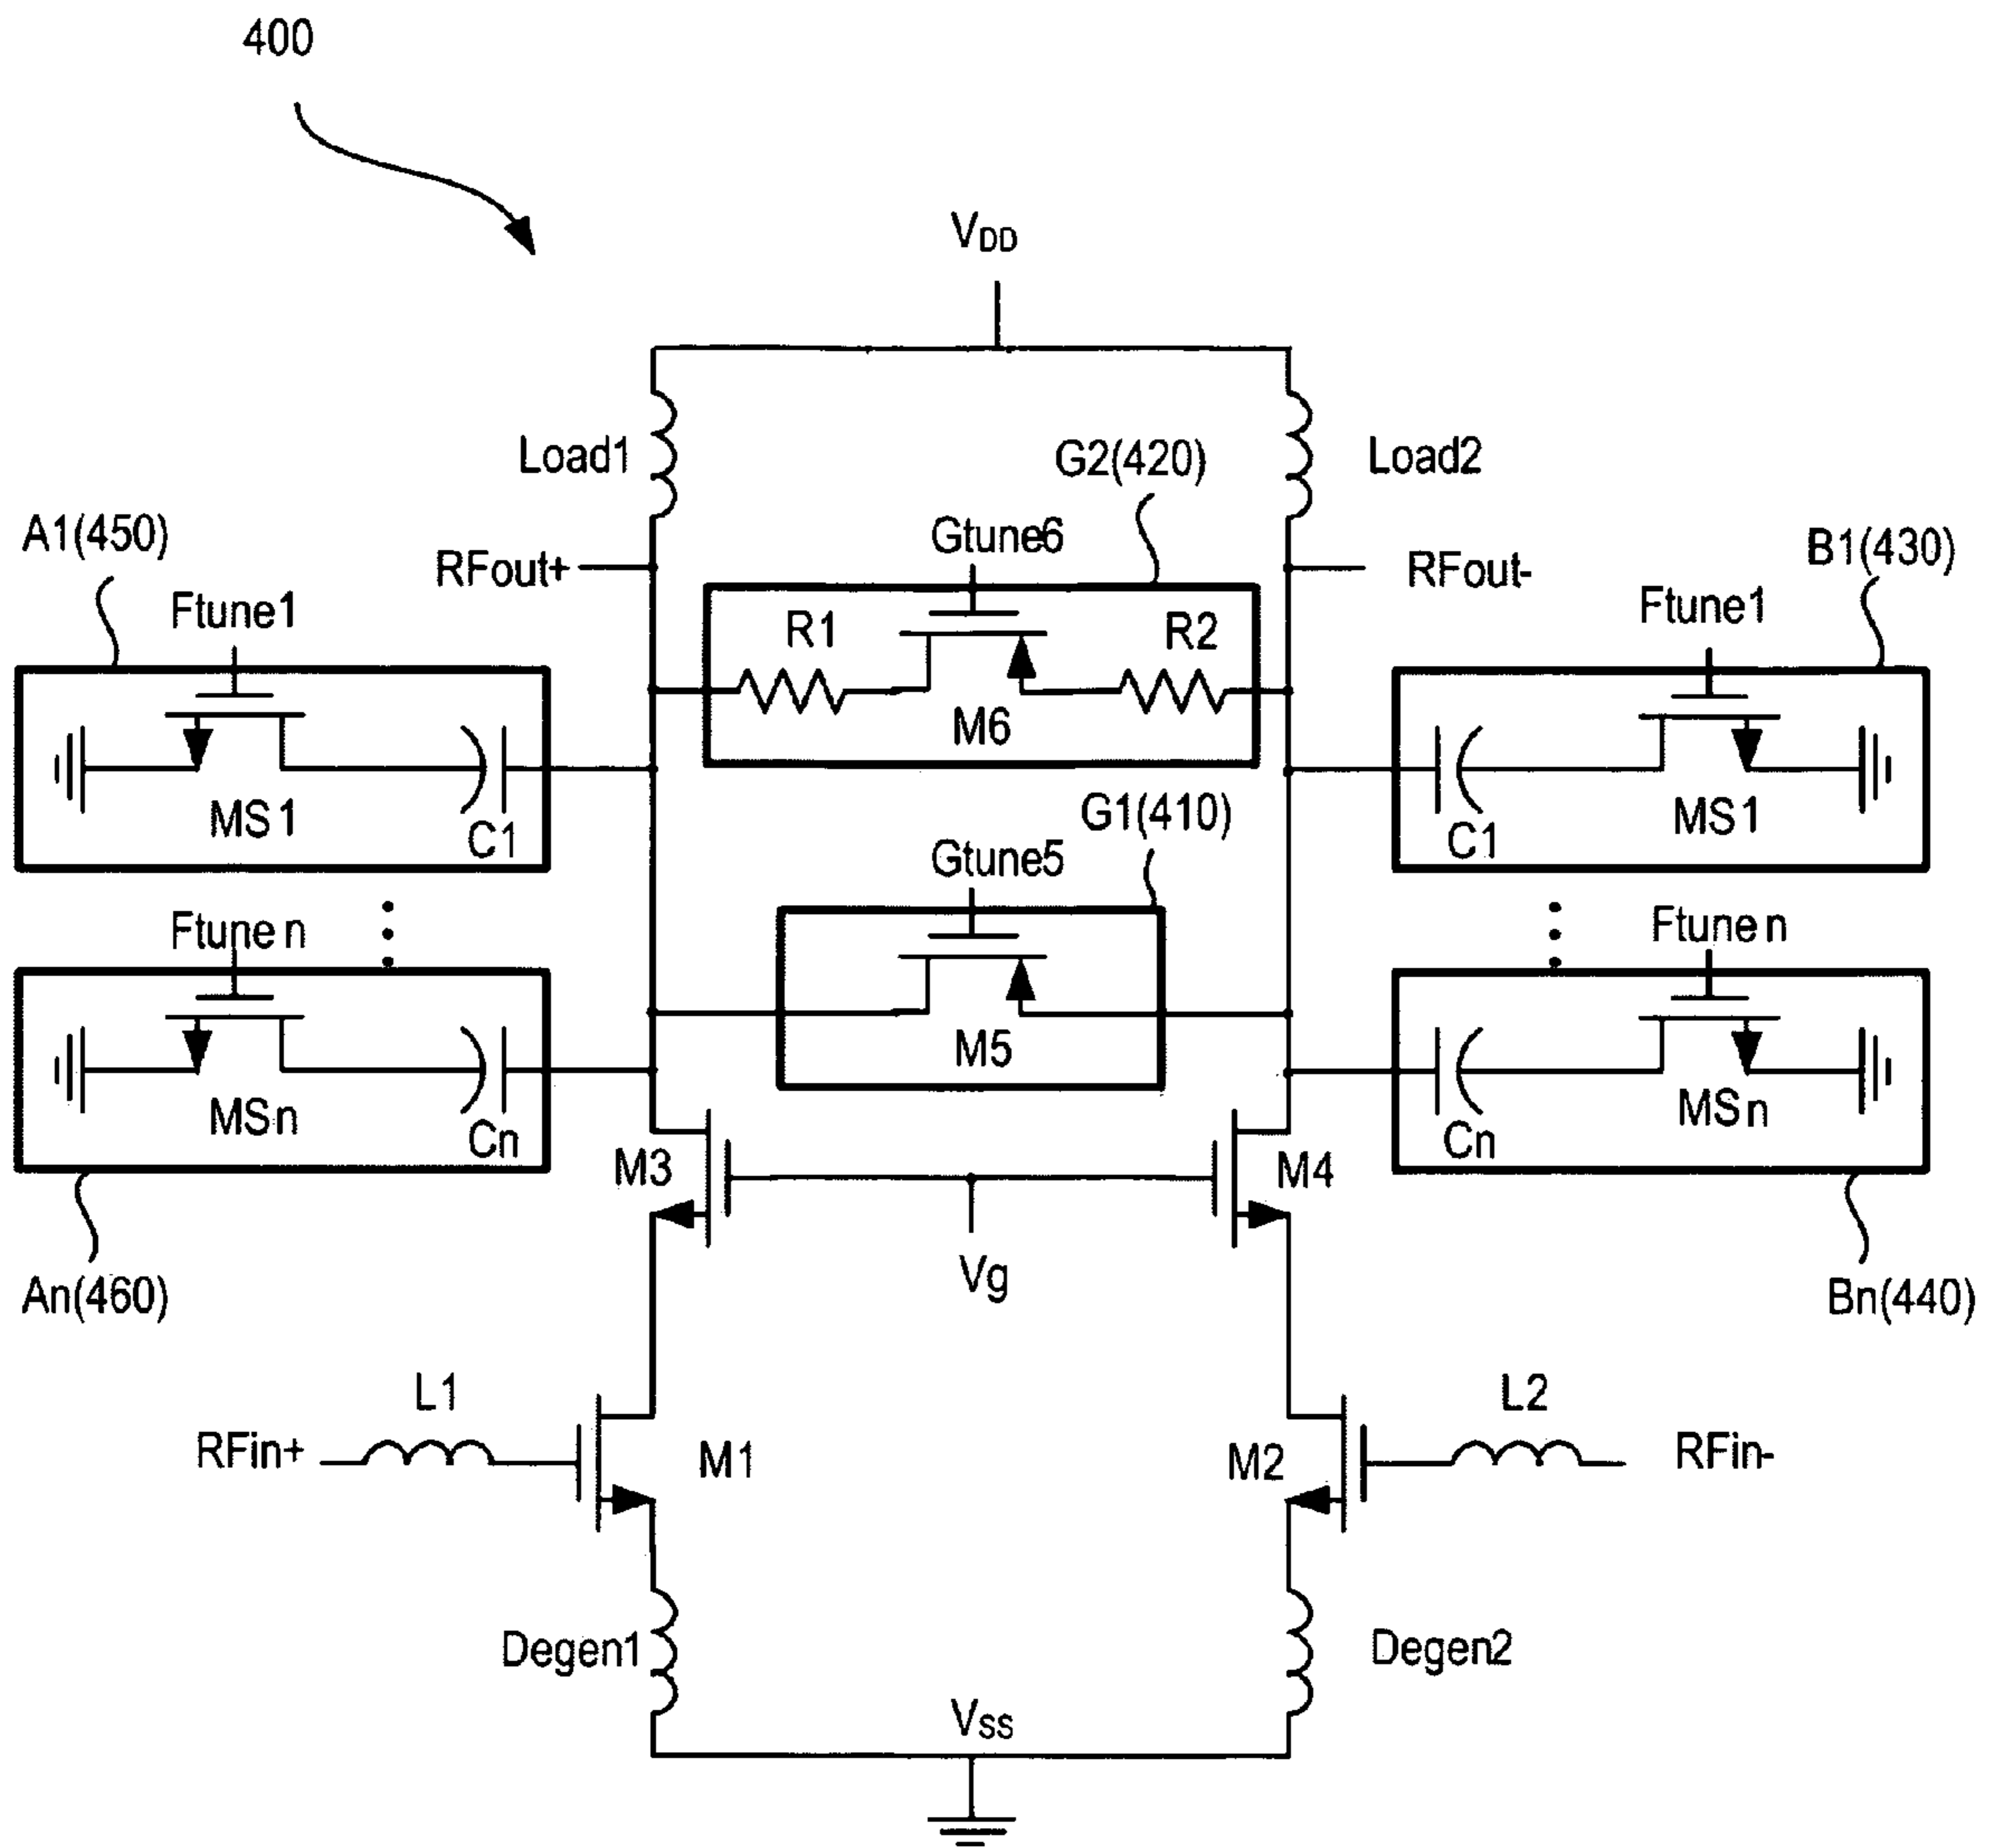 400
VDD
Load1
Load2
G2(420)
A1(450)
B1(430)
RFout+
RFout-
Gtune6
Ftune1
Ftune1
R1
R2
M6
MS1
C1
C1
MS1
G1(410)
Gtune5
Ftunen
Ftunen
M5
MSn
Cn
Cn
MSn
M3
M4
Vg
An(460)
Bn(440)
L1
L2
RFin+
M1
M2
RFin-
Degen1
Degen2
VSS